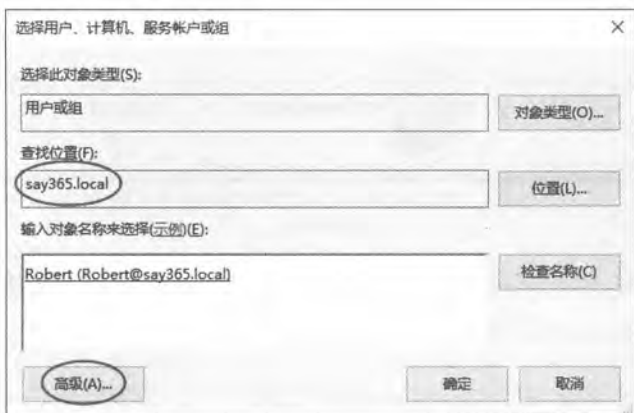 选择用户、计算机、服务帐户或组
选择此对象类型(S):
用户或组
对象类型(O)...
查找位置(F):
say365.local
位置(L)...
输入对象名称来选择(示例)(E):
Robert (Robert@say365.local)
检查名称(C)
高级(A)...
确定
取消